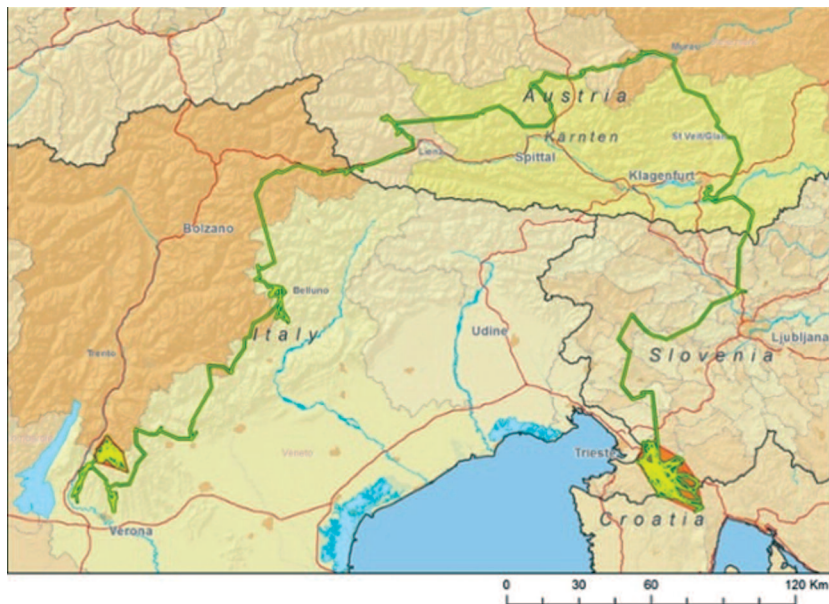 Murau
Austria
Kärnten
St Veit/Glan
Lienz
Spittal
Klagenfurt
Bolzano
Belluno
Italy
Udine
Ljubljana
Slovenia
Trento
Trieste
Veneto
Croatia
Verona
0 30 60 120 Km